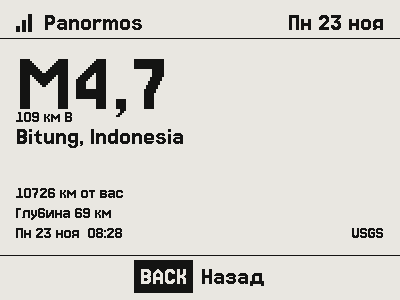 Panormos Пн 23 ноя
M4,7
109 км В
Bitung, Indonesia
10726 км от вас
Глубина 69 км
Пн 23 ноя 08:28 USGS
BACK Назад